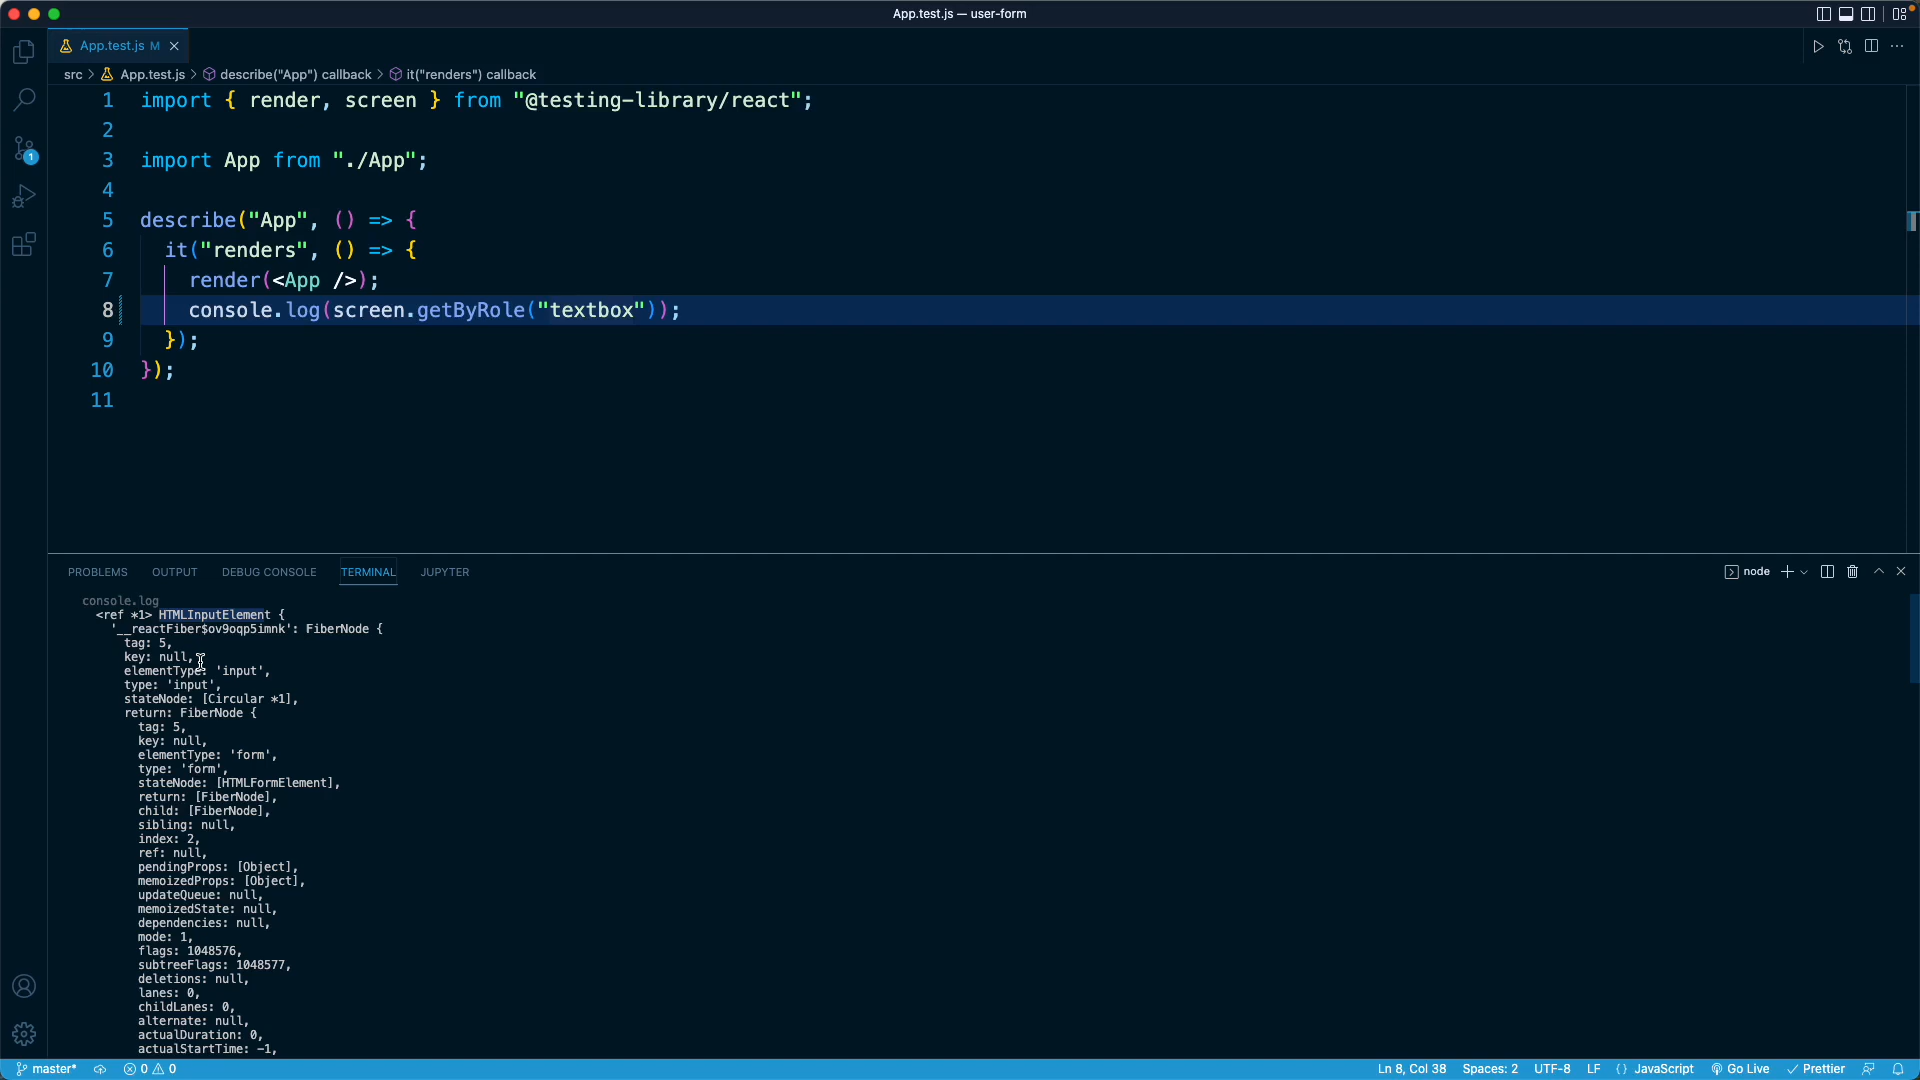 App.test.js — user-form
App.test.js M
src > App.test.js > describe("App") callback > it("renders") callback
1 import { render, screen } from "@testing-library/react";
2
3 import App from "./App";
4
5 describe("App", () => {
6 it("renders", () => {
7 render(<App />);
8 console.log(screen.getByRole("textbox"));
9 });
10 });
11
1
PROBLEMS OUTPUT DEBUG CONSOLE TERMINAL JUPYTER node
console.log
<ref *1> HTMLInputElement {
'__reactFiber$ov9oqp5imnk': FiberNode {
tag: 5,
key: null,
elementType: 'input',
type: 'input',
stateNode: [Circular *1],
return: FiberNode {
tag: 5,
key: null,
elementType: 'form',
type: 'form',
stateNode: [HTMLFormElement],
return: [FiberNode],
child: [FiberNode],
sibling: null,
index: 2,
ref: null,
pendingProps: [Object],
memoizedProps: [Object],
updateQueue: null,
memoizedState: null,
dependencies: null,
mode: 1,
flags: 1048576,
subtreeFlags: 1048577,
deletions: null,
lanes: 0,
childLanes: 0,
alternate: null,
actualDuration: 0,
actualStartTime: -1,
master* 0 0 Ln 8, Col 38 Spaces: 2 UTF-8 LF {} JavaScript Go Live Prettier